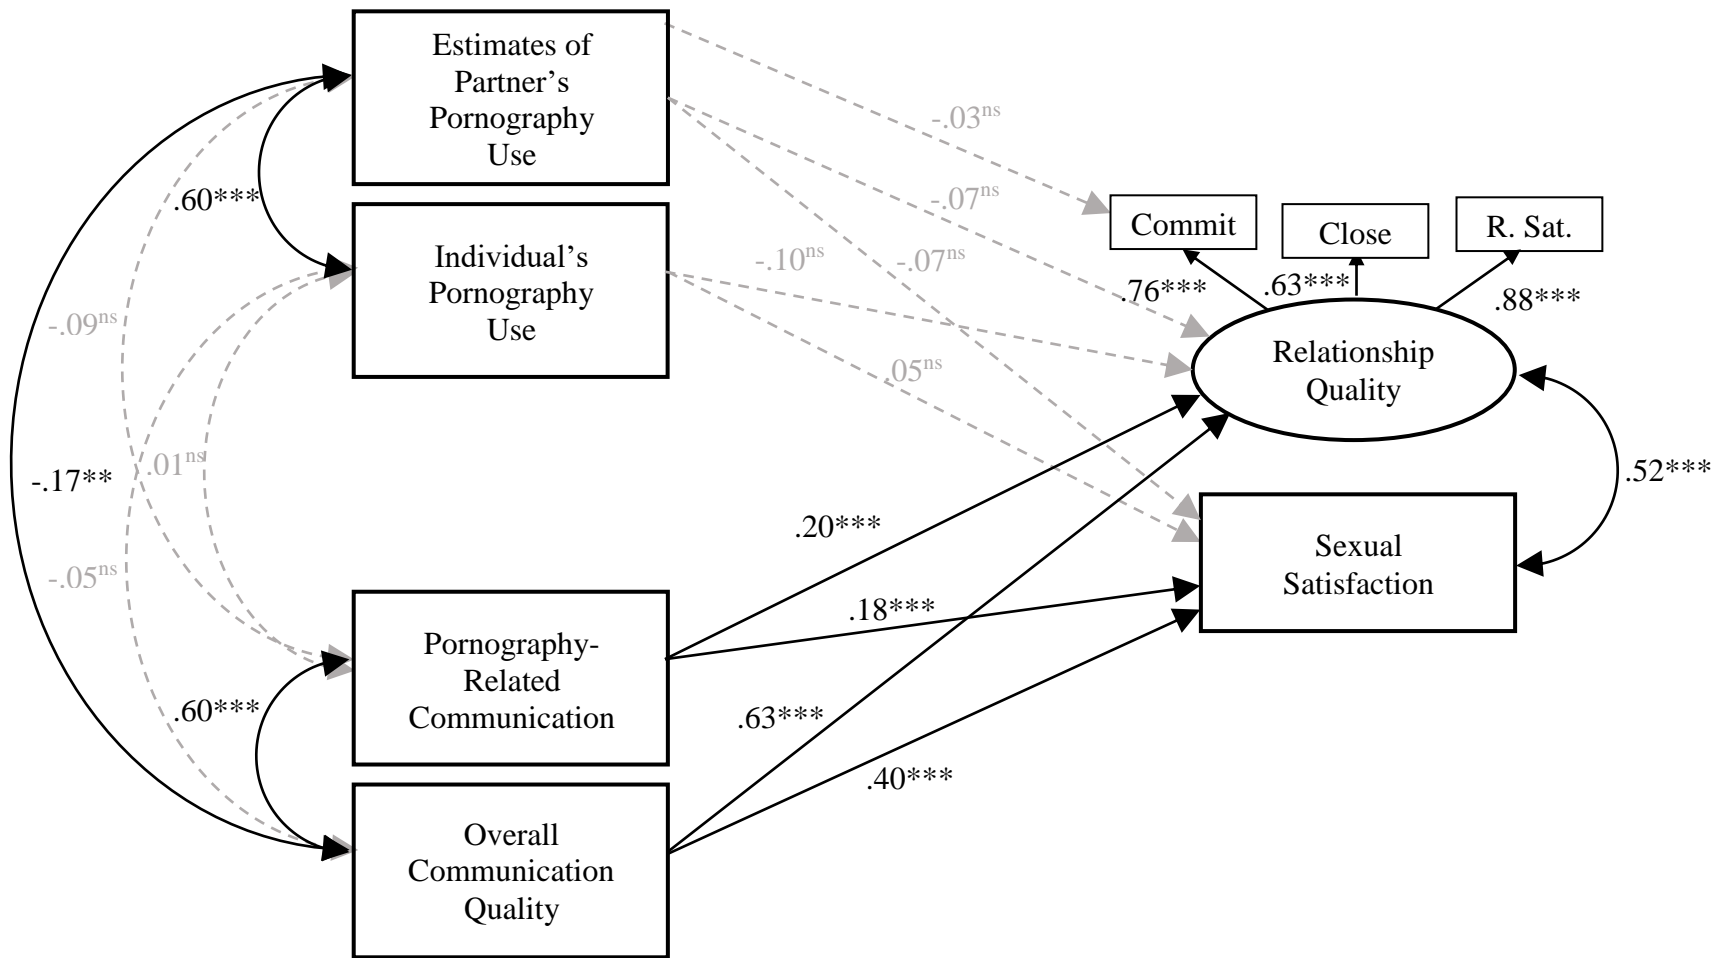 Estimates of
Partner’s
Pornography
Use
-.03ⁿˢ
-.07ⁿˢ
.60***
Commit
Close
R. Sat.
Individual’s
Pornography
Use
-.10ⁿˢ
-.07ⁿˢ
.76***
.63***
.88***
-.09ⁿˢ
.05ⁿˢ
Relationship
Quality
-.17**
.01ⁿˢ
.52***
.20***
Sexual
Satisfaction
-.05ⁿˢ
.18***
Pornography-
Related
Communication
.60***
.63***
.40***
Overall
Communication
Quality